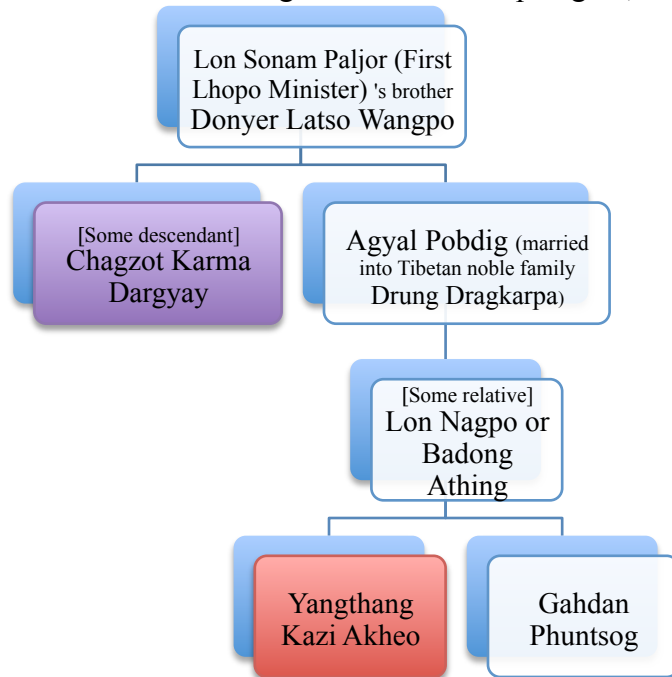 Lon Sonam Paljor (First
Lhopo Minister) 's brother
Donyer Latso Wangpo
[Some descendant]
Chagzot Karma
Dargyay
Agyal Pobdig (married
into Tibetan noble family
Drung Dragkarpa)
[Some relative]
Lon Nagpo or
Badong
Athing
Yangthang
Kazi Akheo
Gahdan
Phuntsog